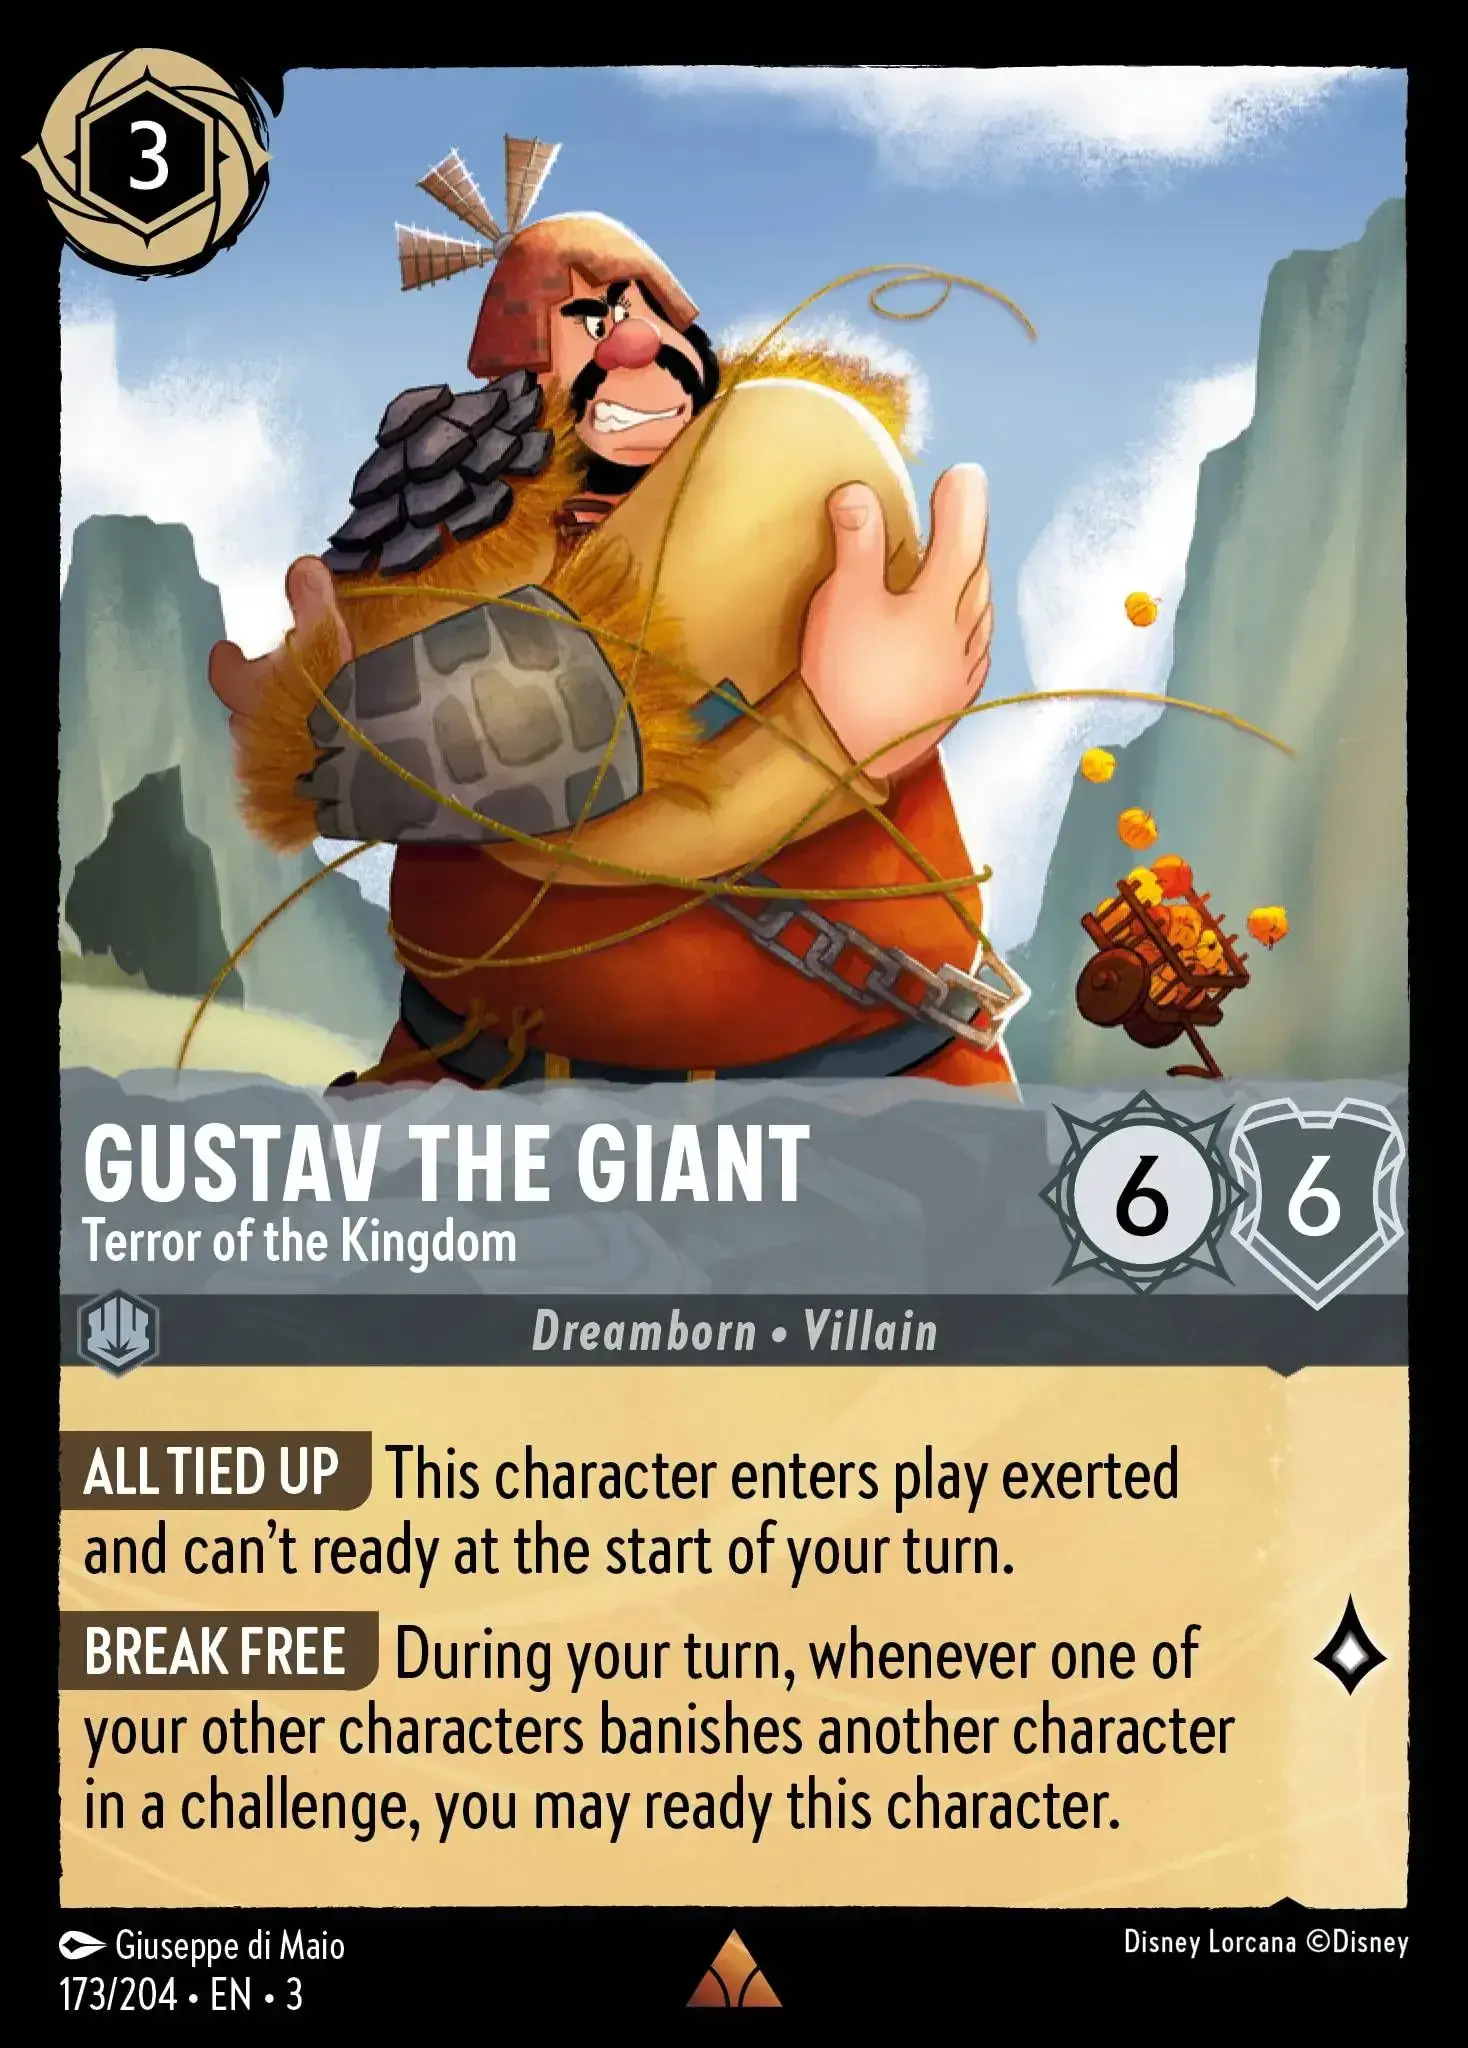 3
GUSTAV THE GIANT
Terror of the Kingdom
6
6
Dreamborn • Villain
ALL TIED UP This character enters play exerted
and can’t ready at the start of your turn.
BREAK FREE During your turn, whenever one of
your other characters banishes another character
in a challenge, you may ready this character.
Giuseppe di Maio
Disney Lorcana ©Disney
173/204 • EN • 3